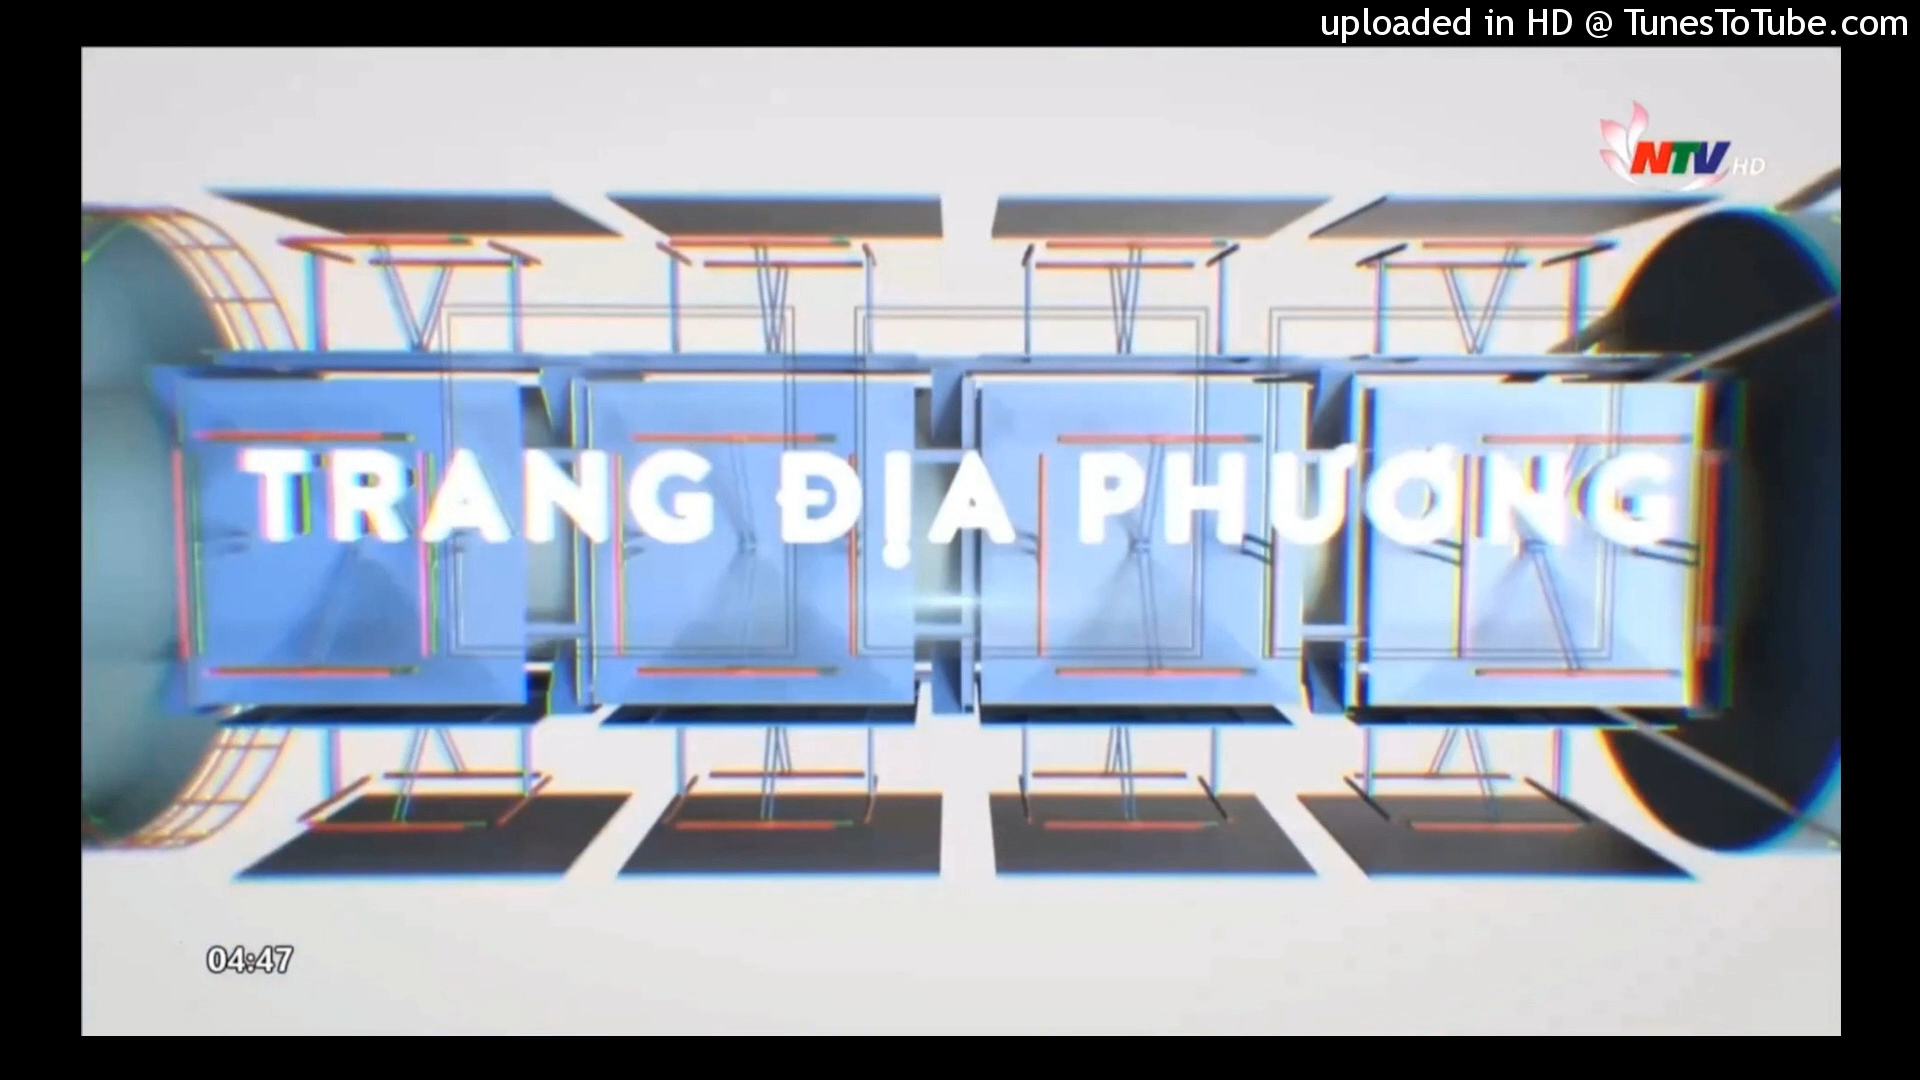 uploaded in HD @ TunesToTube.com
NTV HD
TRANG ĐỊA PHƯƠNG
04:47